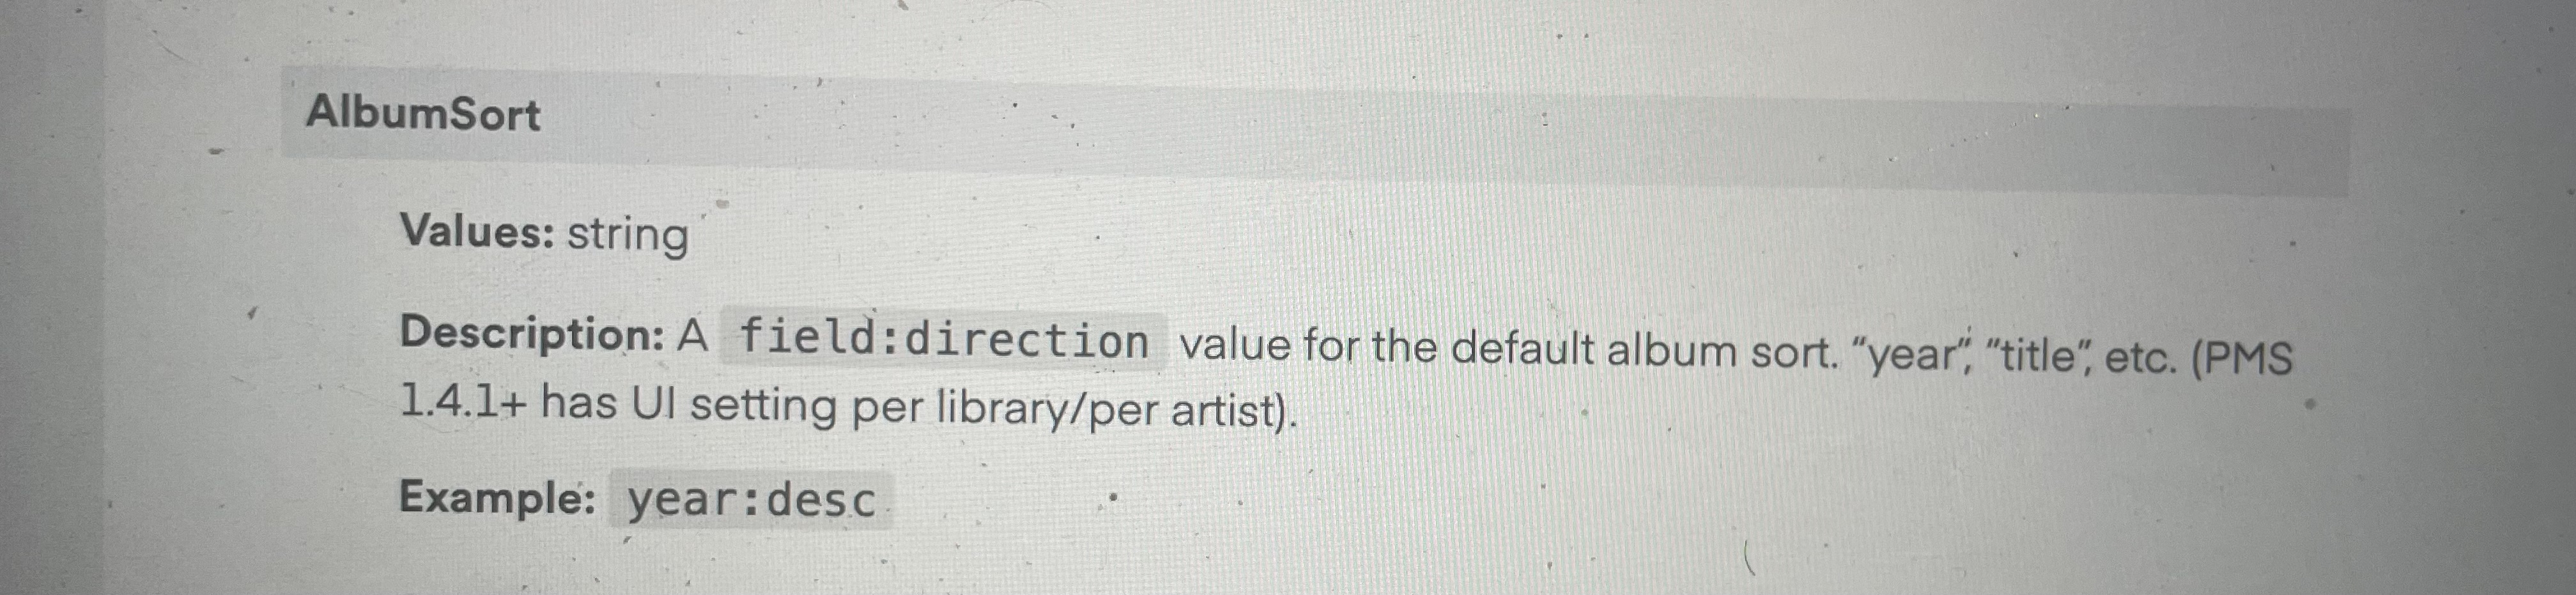 AlbumSort
Values: string
Description: A field:direction value for the default album sort. “year”, “title”, etc. (PMS
1.4.1+ has UI setting per library/per artist).
Example: year:desc